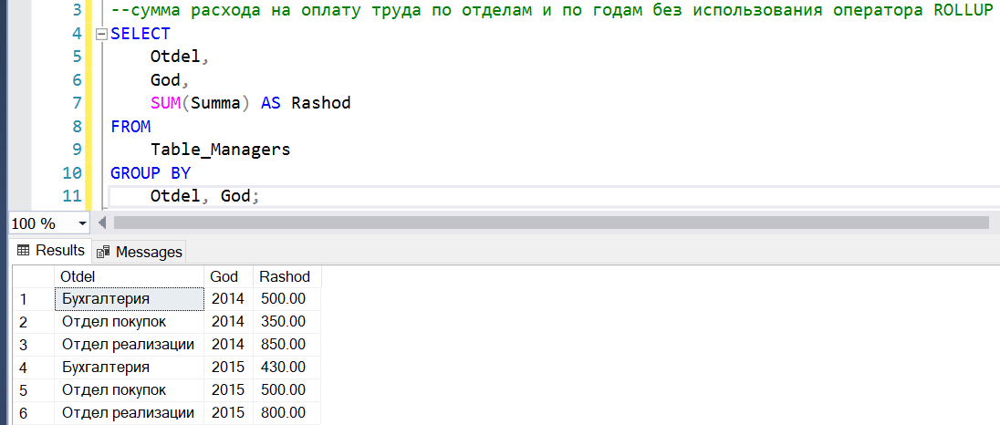 3 --сумма расхода на оплату труда по отделам и по годам без использования оператора ROLLUP
4 SELECT
5 Otdel,
6 God,
7 SUM(Summa) AS Rashod
8 FROM
9 Table_Managers
10 GROUP BY
11 Otdel, God;
100 %
Results Messages
Otdel God Rashod
1 Бухгалтерия 2014 500.00
2 Отдел покупок 2014 350.00
3 Отдел реализации 2014 850.00
4 Бухгалтерия 2015 430.00
5 Отдел покупок 2015 500.00
6 Отдел реализации 2015 800.00